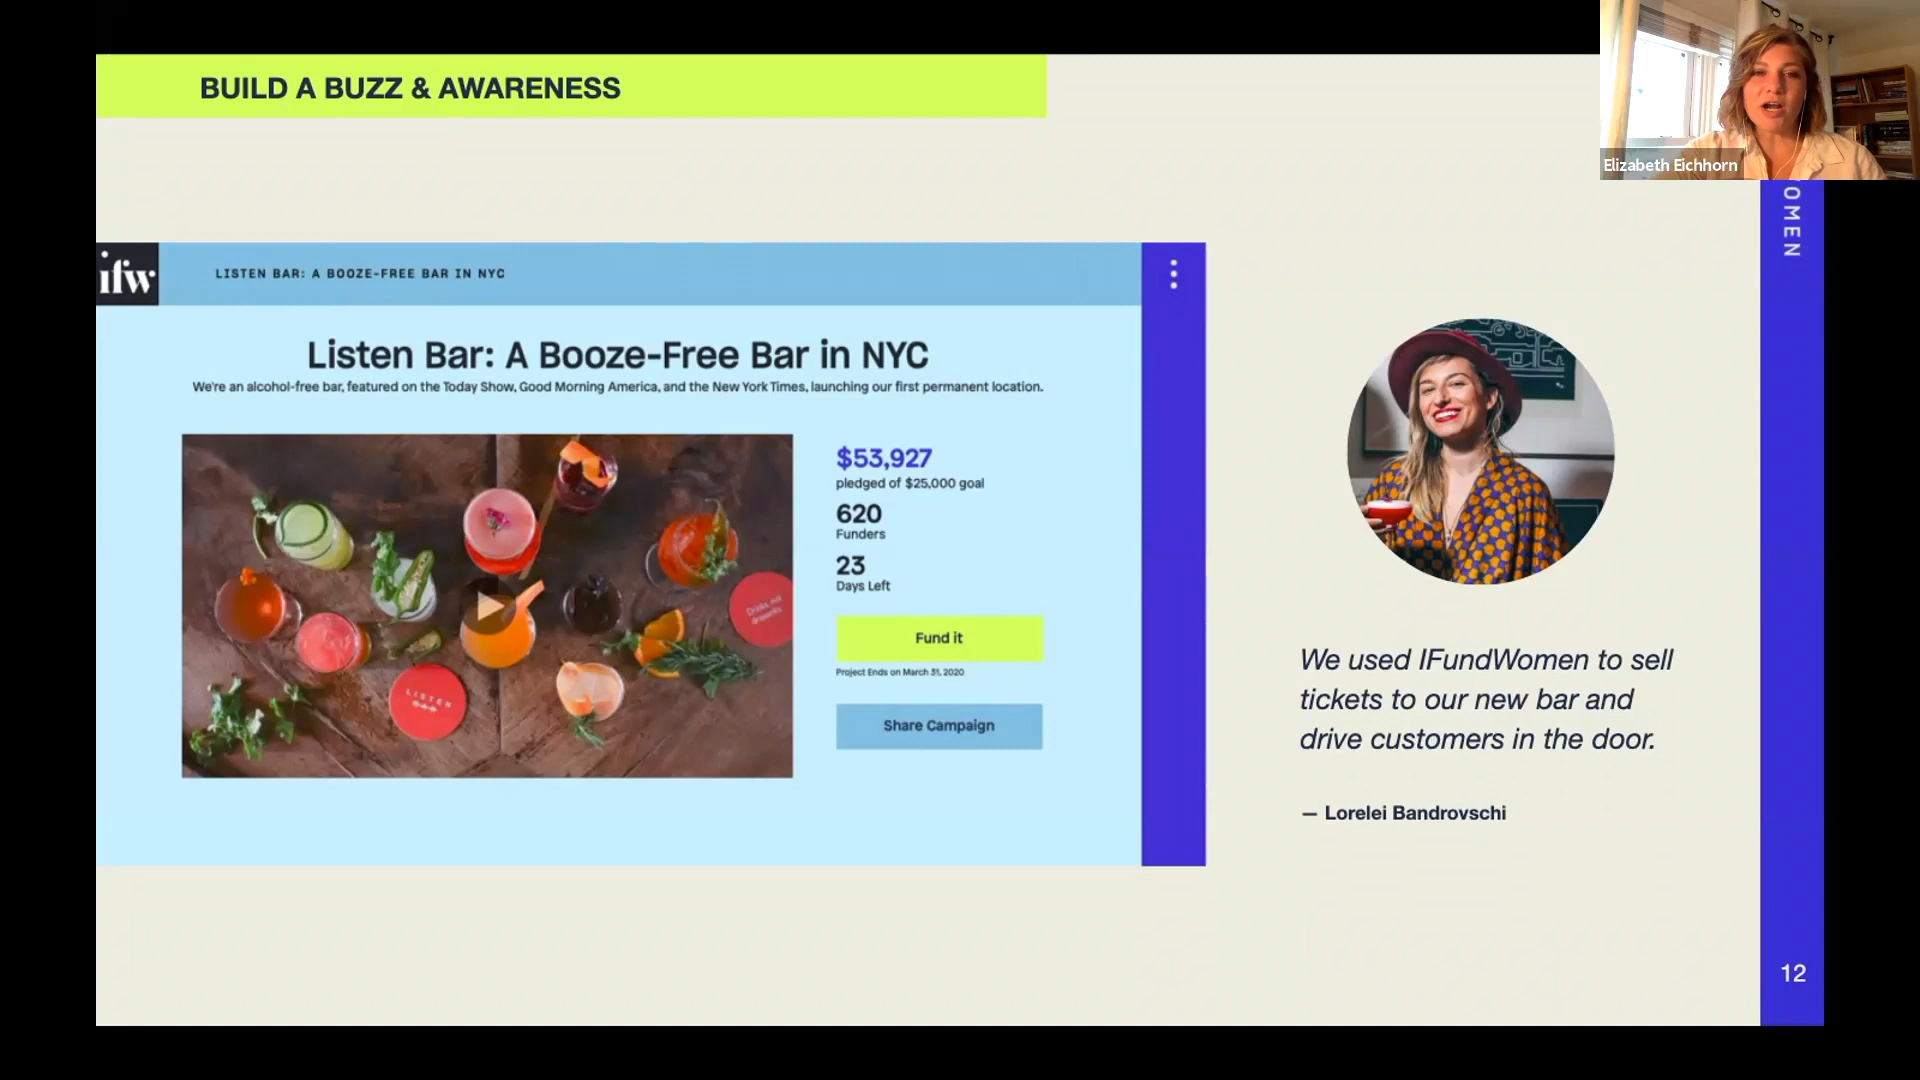 BUILD A BUZZ & AWARENESS
Elizabeth Eichhorn
OMEN
ifw
LISTEN BAR: A BOOZE-FREE BAR IN NYC
Listen Bar: A Booze-Free Bar in NYC
We're an alcohol-free bar, featured on the Today Show, Good Morning America, and the New York Times, launching our first permanent location.
$53,927
pledged of $25,000 goal
620
Funders
23
Days Left
Fund it
Project Ends on March 31, 2020
Share Campaign
Drinks not
LISTEN
BAR
We used IFundWomen to sell
tickets to our new bar and
drive customers in the door.
— Lorelei Bandrovschi
12